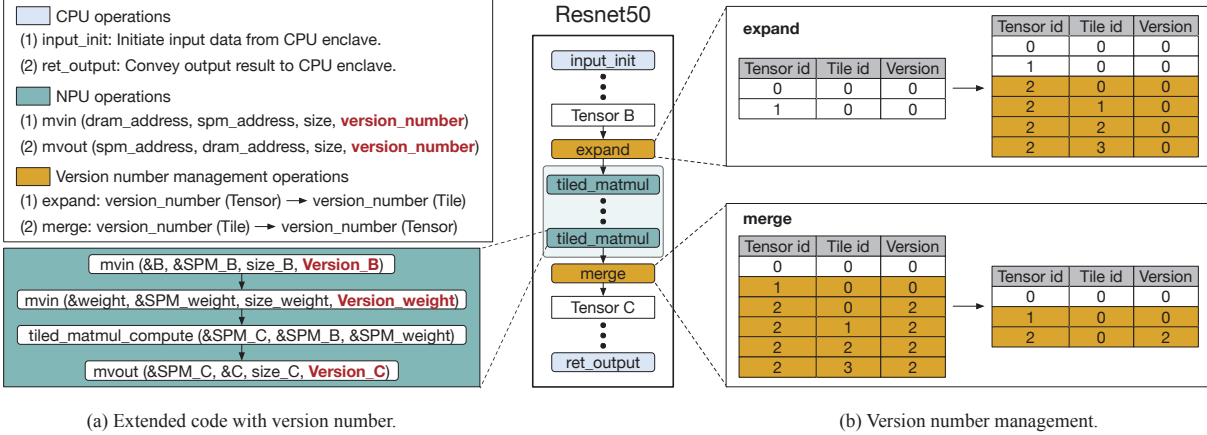 CPU operations
(1) input_init: Initiate input data from CPU enclave.
(2) ret_output: Convey output result to CPU enclave.
NPU operations
(1) mvin (dram_address, spm_address, size, version_number)
(2) mvout (spm_address, dram_address, size, version_number)
Version number management operations
(1) expand: version_number (Tensor) → version_number (Tile)
(2) merge: version_number (Tile) → version_number (Tensor)
mvin (&B, &SPM_B, size_B, Version_B)
mvin (&weight, &SPM_weight, size_weight, Version_weight)
tiled_matmul_compute (&SPM_C, &SPM_B, &SPM_weight)
mvout (&SPM_C, &C, size_C, Version_C)
(a) Extended code with version number.
Resnet50
input_init
Tensor B
expand
tiled_matmul
tiled_matmul
merge
Tensor C
ret_output
expand
Tensor id Tile id Version
0 0 0
1 0 0
Tensor id Tile id Version
0 0 0
1 0 0
2 0 0
2 1 0
2 2 0
2 3 0
merge
Tensor id Tile id Version
0 0 0
1 0 0
2 0 2
2 1 2
2 2 2
2 3 2
Tensor id Tile id Version
0 0 0
1 0 0
2 0 2
(b) Version number management.